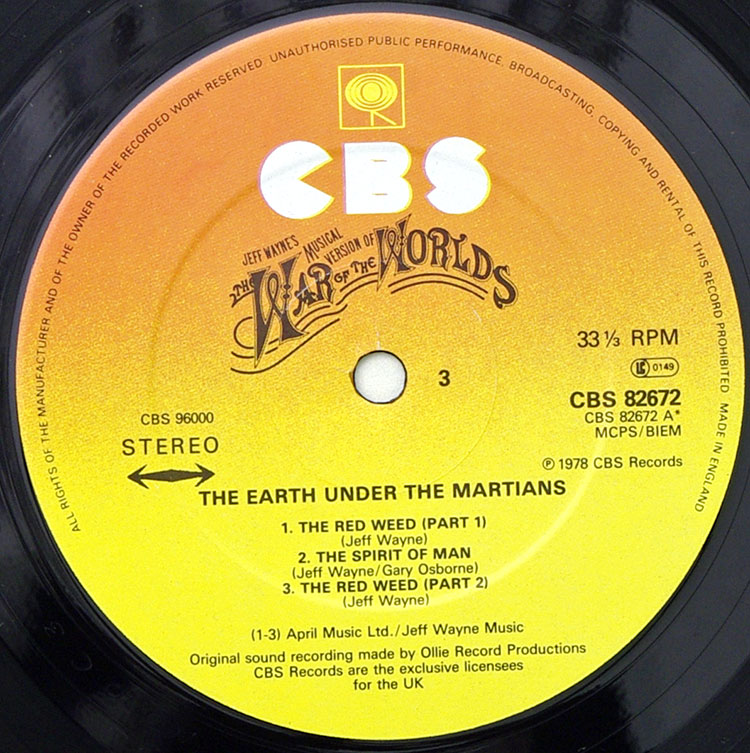 ALL RIGHTS OF THE MANUFACTURER AND OF THE OWNER OF THE RECORDED WORK RESERVED. UNAUTHORISED PUBLIC PERFORMANCE, BROADCASTING, COPYING AND RENTAL OF THIS RECORD PROHIBITED MADE IN ENGLAND
CBS
JEFF WAYNE'S
MUSICAL
VERSION OF
THE WAR OF THE WORLDS
33⅓ RPM
LC 0149
3
CBS 82672
CBS 82672 A*
MCPS/BIEM
CBS 96000
STEREO
℗ 1978 CBS Records
THE EARTH UNDER THE MARTIANS
1. THE RED WEED (PART 1)
(Jeff Wayne)
2. THE SPIRIT OF MAN
(Jeff Wayne/Gary Osborne)
3. THE RED WEED (PART 2)
(Jeff Wayne)
(1-3) April Music Ltd./Jeff Wayne Music
Original sound recording made by Ollie Record Productions
CBS Records are the exclusive licensees
for the UK